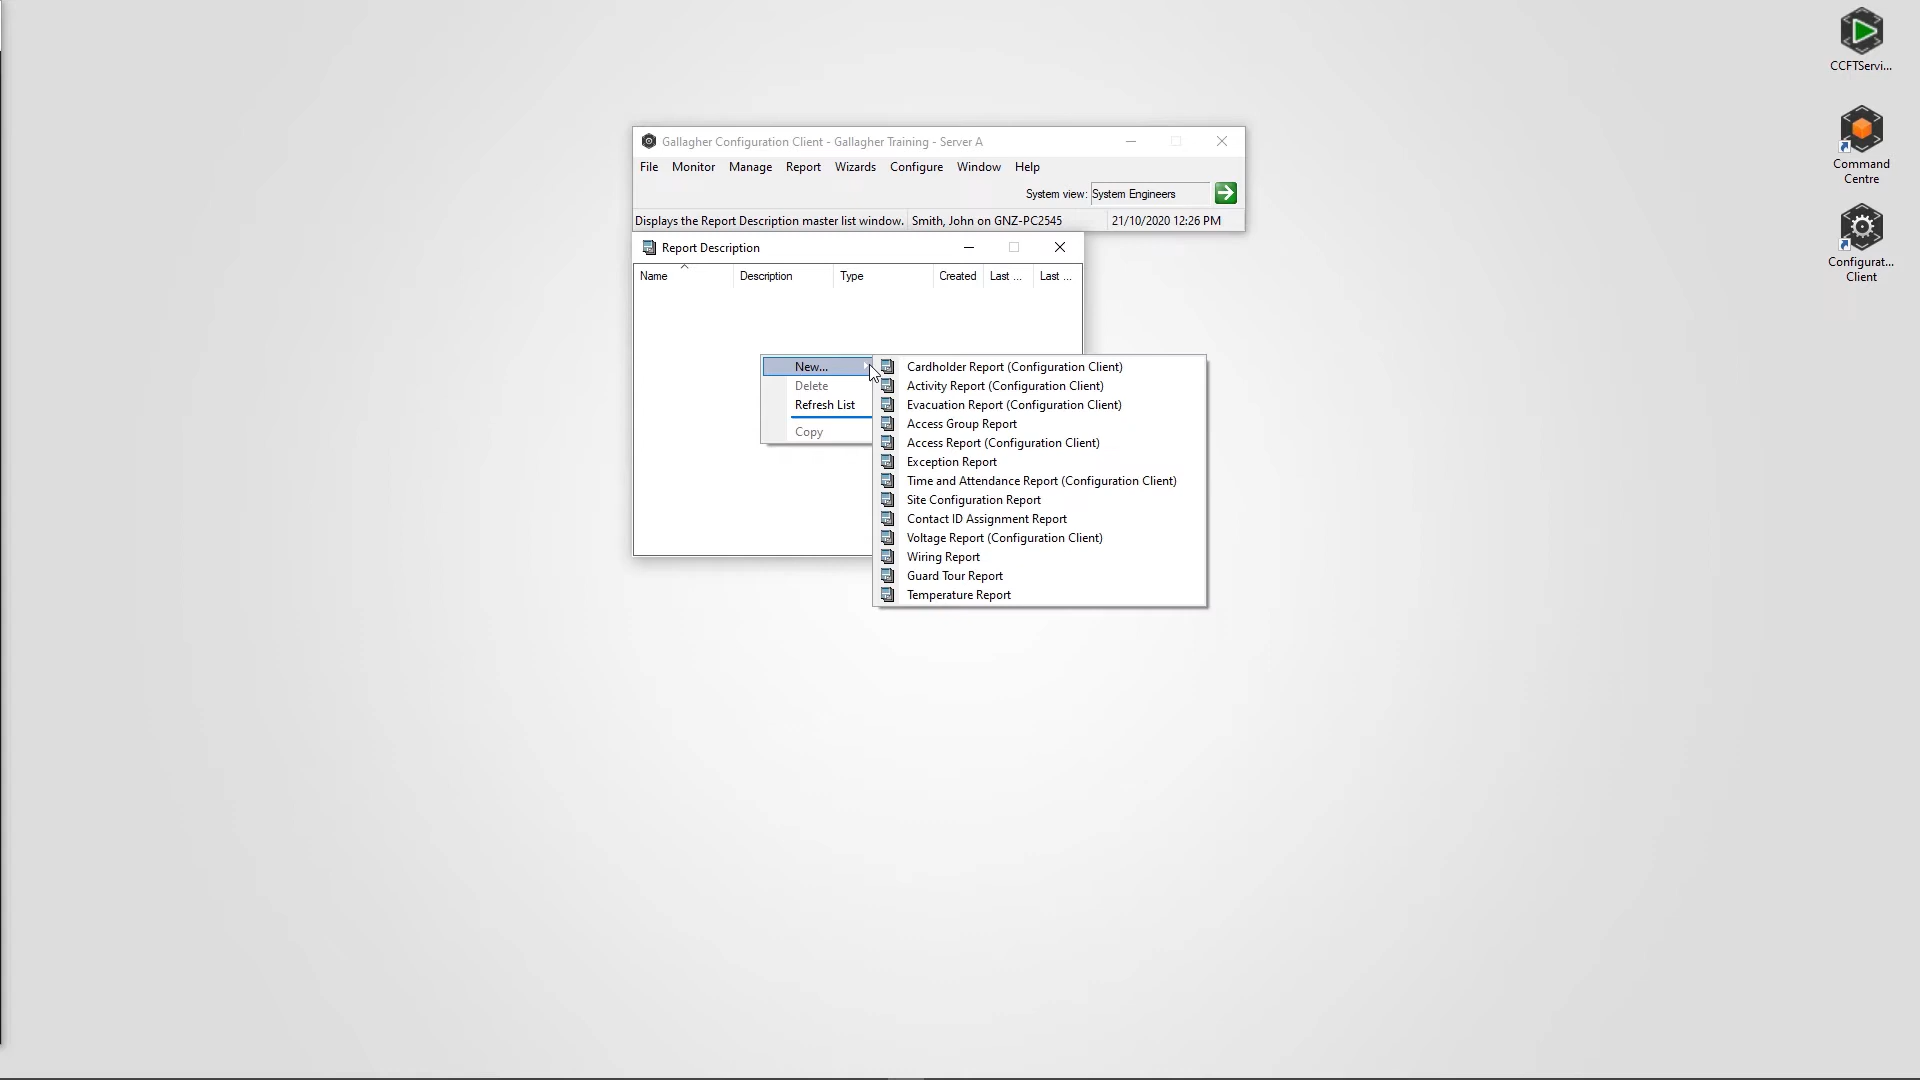 CCFTServi...
Command
Centre
Configurat...
Client
Gallagher Configuration Client - Gallagher Training - Server A
File Monitor Manage Report Wizards Configure Window Help
System view: System Engineers
Displays the Report Description master list window. Smith, John on GNZ-PC2545 21/10/2020 12:26 PM
Report Description
Name Description Type Created Last ... Last ...
New...
Delete
Refresh List
Copy
Cardholder Report (Configuration Client)
Activity Report (Configuration Client)
Evacuation Report (Configuration Client)
Access Group Report
Access Report (Configuration Client)
Exception Report
Time and Attendance Report (Configuration Client)
Site Configuration Report
Contact ID Assignment Report
Voltage Report (Configuration Client)
Wiring Report
Guard Tour Report
Temperature Report